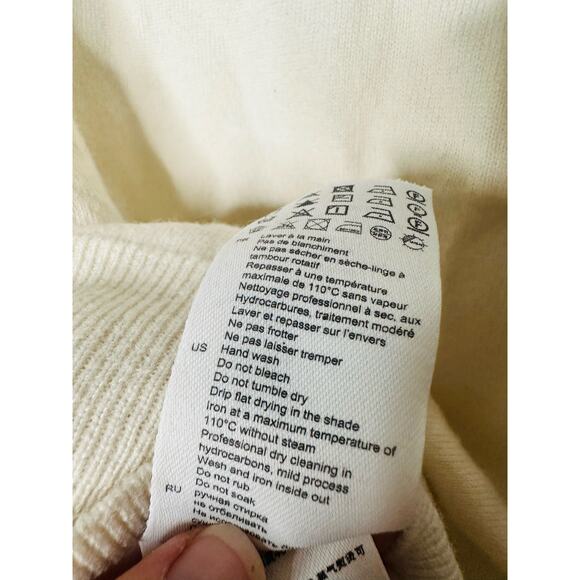 Laver à la main
Pas de blanchiment
Ne pas sécher en sèche-linge à
tambour rotatif
Repasser à une température
maximale de 110°C sans vapeur
Nettoyage professionnel à sec, aux
Hydrocarbures, traitement modéré
Laver et repasser sur l'envers
Ne pas frotter
Ne pas laisser tremper
US Hand wash
Do not bleach
Do not tumble dry
Drip flat drying in the shade
Iron at a maximum temperature of
110°C without steam
Professional dry cleaning in
hydrocarbons, mild process
Wash and iron inside out
Do not rub
Do not soak
RU ручная стирка
не отбеливать